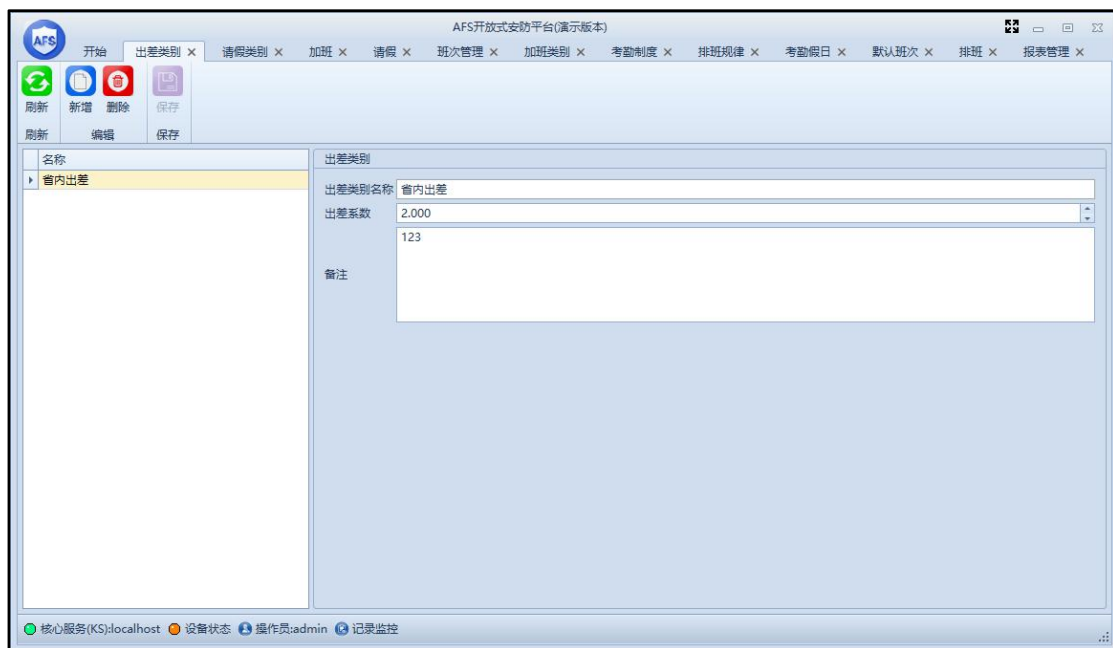 AFS开放式安防平台(演示版本)
AFS
开始 出差类别 请假类别 加班 请假 班次管理 加班类别 考勤制度 排班规律 考勤假日 默认班次 排班 报表管理
刷新 新增 删除 保存
刷新 编辑 保存
名称
省内出差
出差类别
出差类别名称 省内出差
出差系数 2.000
备注 123
核心服务(KS):localhost 设备状态 操作员:admin 记录监控